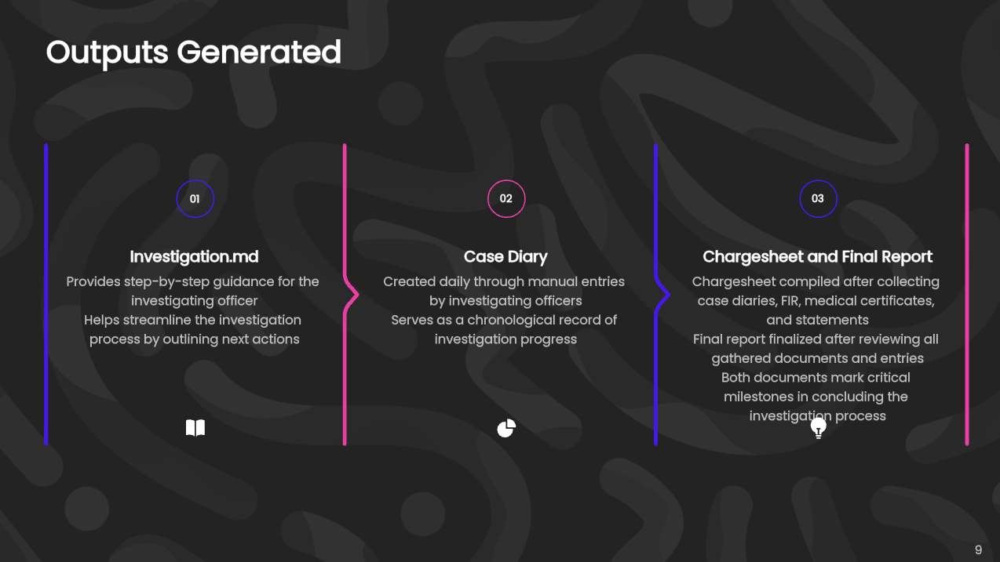 Outputs Generated
01
Investigation.md
Provides step-by-step guidance for the
investigating officer
Helps streamline the investigation
process by outlining next actions
02
Case Diary
Created daily through manual entries
by investigating officers
Serves as a chronological record of
investigation progress
03
Chargesheet and Final Report
Chargesheet compiled after collecting
case diaries, FIR, medical certificates,
and statements
Final report finalized after reviewing all
gathered documents and entries
Both documents mark critical
milestones in concluding the
investigation process
9